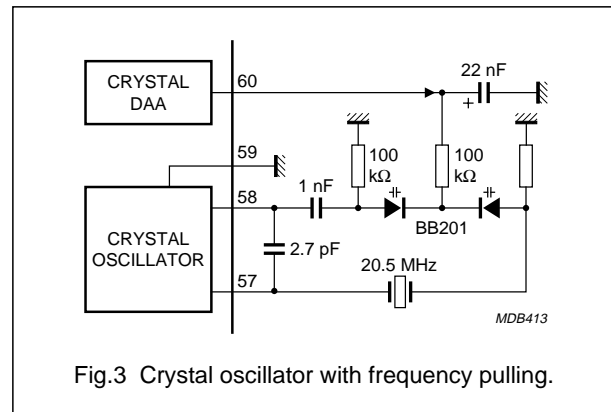 CRYSTAL
DAA
60
22 nF
+
59
100
kΩ
100
kΩ
1 nF
58
CRYSTAL
OSCILLATOR
BB201
2.7 pF
57
20.5 MHz
MDB413
Fig.3 Crystal oscillator with frequency pulling.